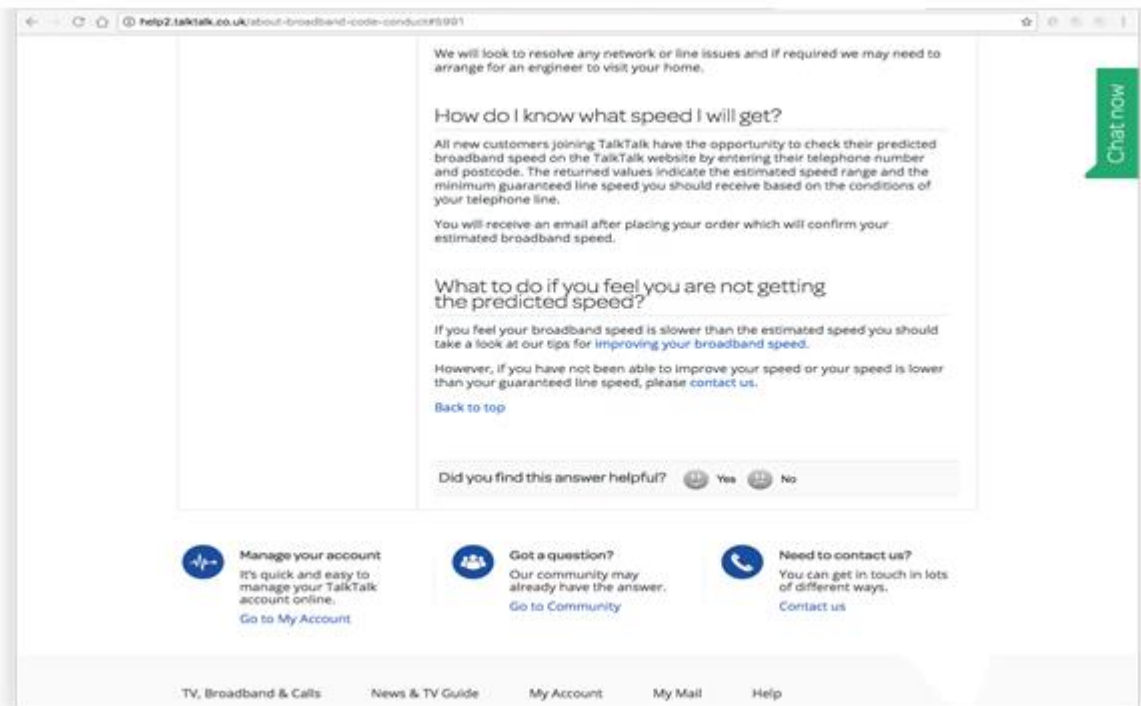 help2.talktalk.co.uk/about-broadband-code-conduct#5991
We will look to resolve any network or line issues and if required we may need to
arrange for an engineer to visit your home.
Chat now
How do I know what speed I will get?
All new customers joining TalkTalk have the opportunity to check their predicted
broadband speed on the TalkTalk website by entering their telephone number
and postcode. The returned values indicate the estimated speed range and the
minimum guaranteed line speed you should receive based on the conditions of
your telephone line.
You will receive an email after placing your order which will confirm your
estimated broadband speed.
What to do if you feel you are not getting
the predicted speed?
If you feel your broadband speed is slower than the estimated speed you should
take a look at our tips for improving your broadband speed.
However, if you have not been able to improve your speed or your speed is lower
than your guaranteed line speed, please contact us.
Back to top
Did you find this answer helpful? Yes No
Manage your account
It's quick and easy to
manage your TalkTalk
account online.
Go to My Account
Got a question?
Our community may
already have the answer.
Go to Community
Need to contact us?
You can get in touch in lots
of different ways.
Contact us
TV, Broadband & Calls News & TV Guide My Account My Mail Help